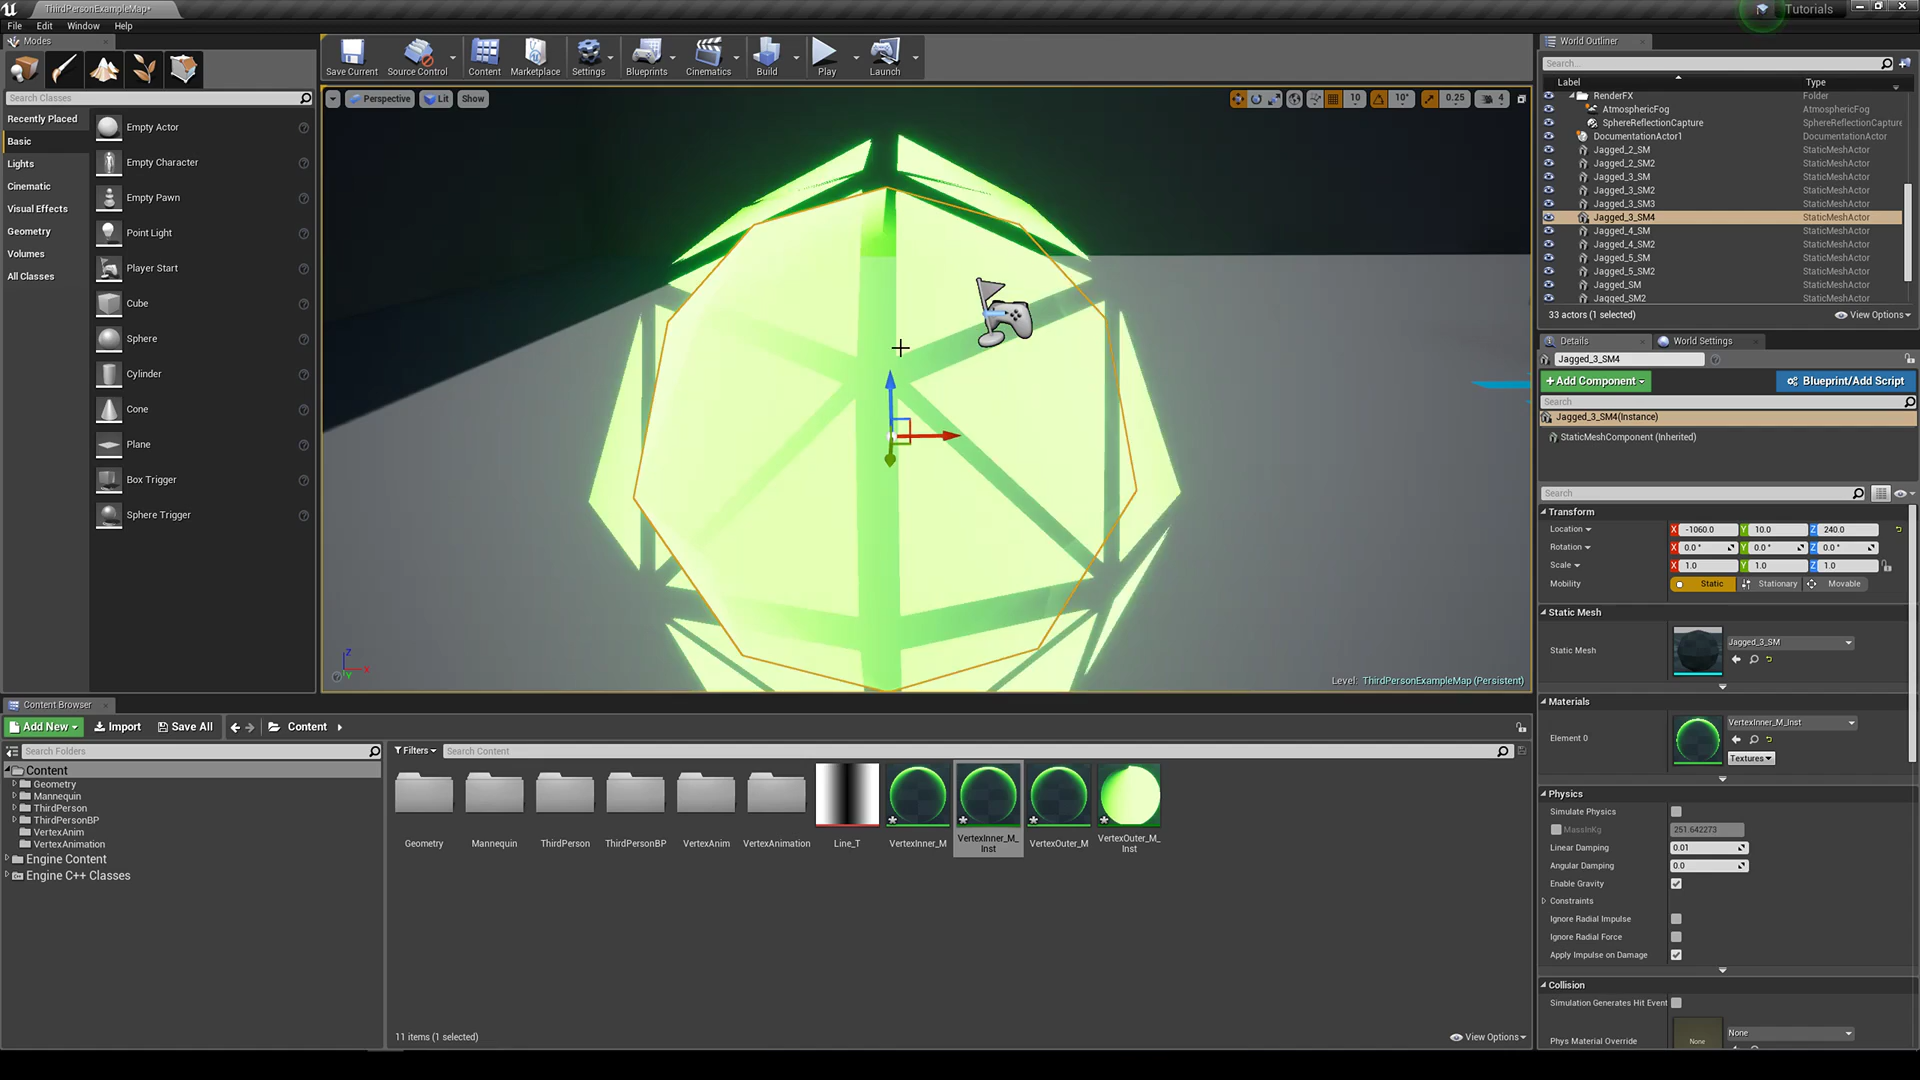 ThirdPersonExampleMap*
Tutorials
File Edit Window Help
Modes
Search Classes
Recently Placed
Basic
Lights
Cinematic
Visual Effects
Geometry
Volumes
All Classes
Empty Actor
Empty Character
Empty Pawn
Point Light
Player Start
Cube
Sphere
Cylinder
Cone
Plane
Box Trigger
Sphere Trigger
Save Current Source Control Content Marketplace Settings Blueprints Cinematics Build Play Launch
Perspective Lit Show
10 10° 0.25 4
Z
X
Y
Level: ThirdPersonExampleMap (Persistent)
World Outliner
Search...
Label Type
RenderFX Folder
AtmosphericFog AtmosphericFog
SphereReflectionCapture SphereReflectionCapture
DocumentationActor1 DocumentationActor
Jagged_2_SM StaticMeshActor
Jagged_2_SM2 StaticMeshActor
Jagged_3_SM StaticMeshActor
Jagged_3_SM2 StaticMeshActor
Jagged_3_SM3 StaticMeshActor
Jagged_3_SM4 StaticMeshActor
Jagged_4_SM StaticMeshActor
Jagged_4_SM2 StaticMeshActor
Jagged_5_SM StaticMeshActor
Jagged_5_SM2 StaticMeshActor
Jagged_SM StaticMeshActor
Jagged_SM2 StaticMeshActor
33 actors (1 selected) View Options
Details World Settings
Jagged_3_SM4
+Add Component Blueprint/Add Script
Search
Jagged_3_SM4(Instance)
StaticMeshComponent (Inherited)
Search
Transform
Location X -1060.0 Y 10.0 Z 240.0
Rotation X 0.0 ° Y 0.0 ° Z 0.0 °
Scale X 1.0 Y 1.0 Z 1.0
Mobility Static Stationary Movable
Static Mesh
Static Mesh Jagged_3_SM
Materials
Element 0 VertexInner_M_Inst
Textures
Physics
Simulate Physics
MassInKg 251.642273
Linear Damping 0.01
Angular Damping 0.0
Enable Gravity
Constraints
Ignore Radial Impulse
Ignore Radial Force
Apply Impulse on Damage
Collision
Simulation Generates Hit Event
Phys Material Override None None
Content Browser
Add New Import Save All Content
Search Folders
Content
Geometry
Mannequin
ThirdPerson
ThirdPersonBP
VertexAnim
VertexAnimation
Engine Content
Engine C++ Classes
Filters Search Content
Geometry Mannequin ThirdPerson ThirdPersonBP VertexAnim VertexAnimation Line_T VertexInner_M VertexInner_M_ VertexOuter_M VertexOuter_M_
Inst Inst
11 items (1 selected) View Options